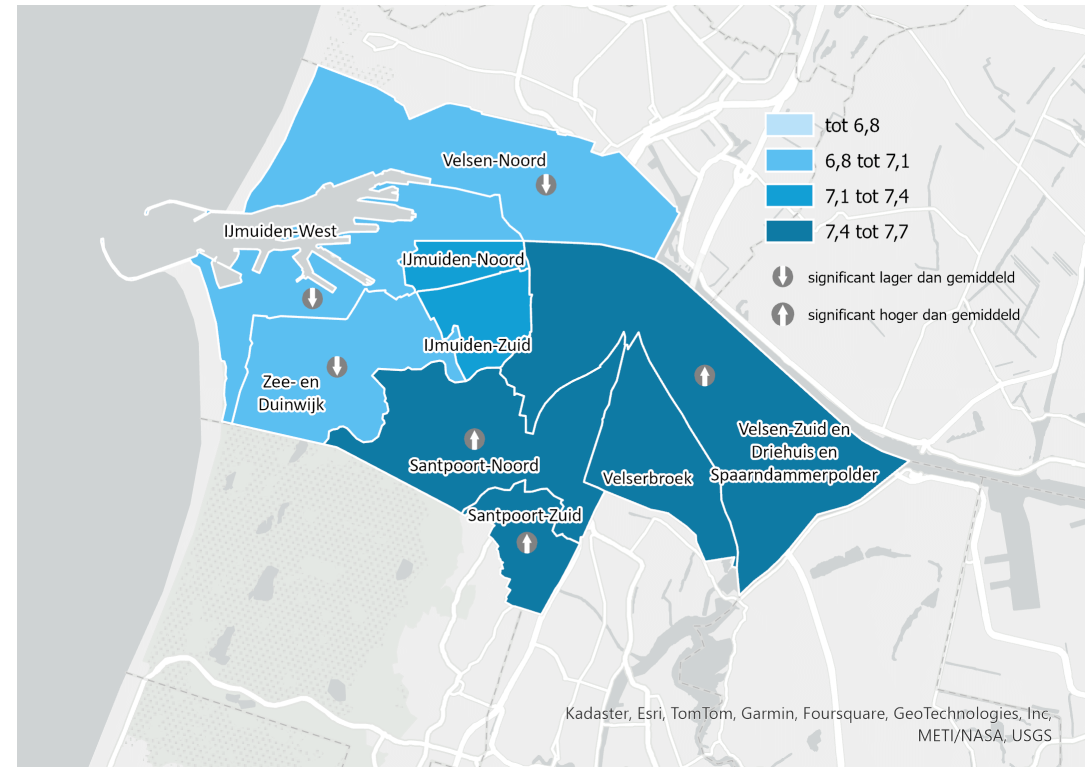 tot 6,8
6,8 tot 7,1
7,1 tot 7,4
7,4 tot 7,7
significant lager dan gemiddeld
significant hoger dan gemiddeld
Velsen-Noord
IJmuiden-West
IJmuiden-Noord
IJmuiden-Zuid
Zee- en
Duinwijk
Velsen-Zuid en
Driehuis en
Spaarndammerpolder
Santpoort-Noord
Velserbroek
Santpoort-Zuid
Kadaster, Esri, TomTom, Garmin, Foursquare, GeoTechnologies, Inc,
METI/NASA, USGS